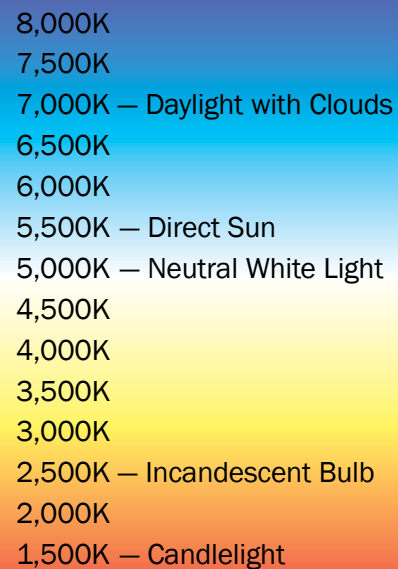 8,000K
7,500K
7,000K — Daylight with Clouds
6,500K
6,000K
5,500K — Direct Sun
5,000K — Neutral White Light
4,500K
4,000K
3,500K
3,000K
2,500K — Incandescent Bulb
2,000K
1,500K — Candlelight